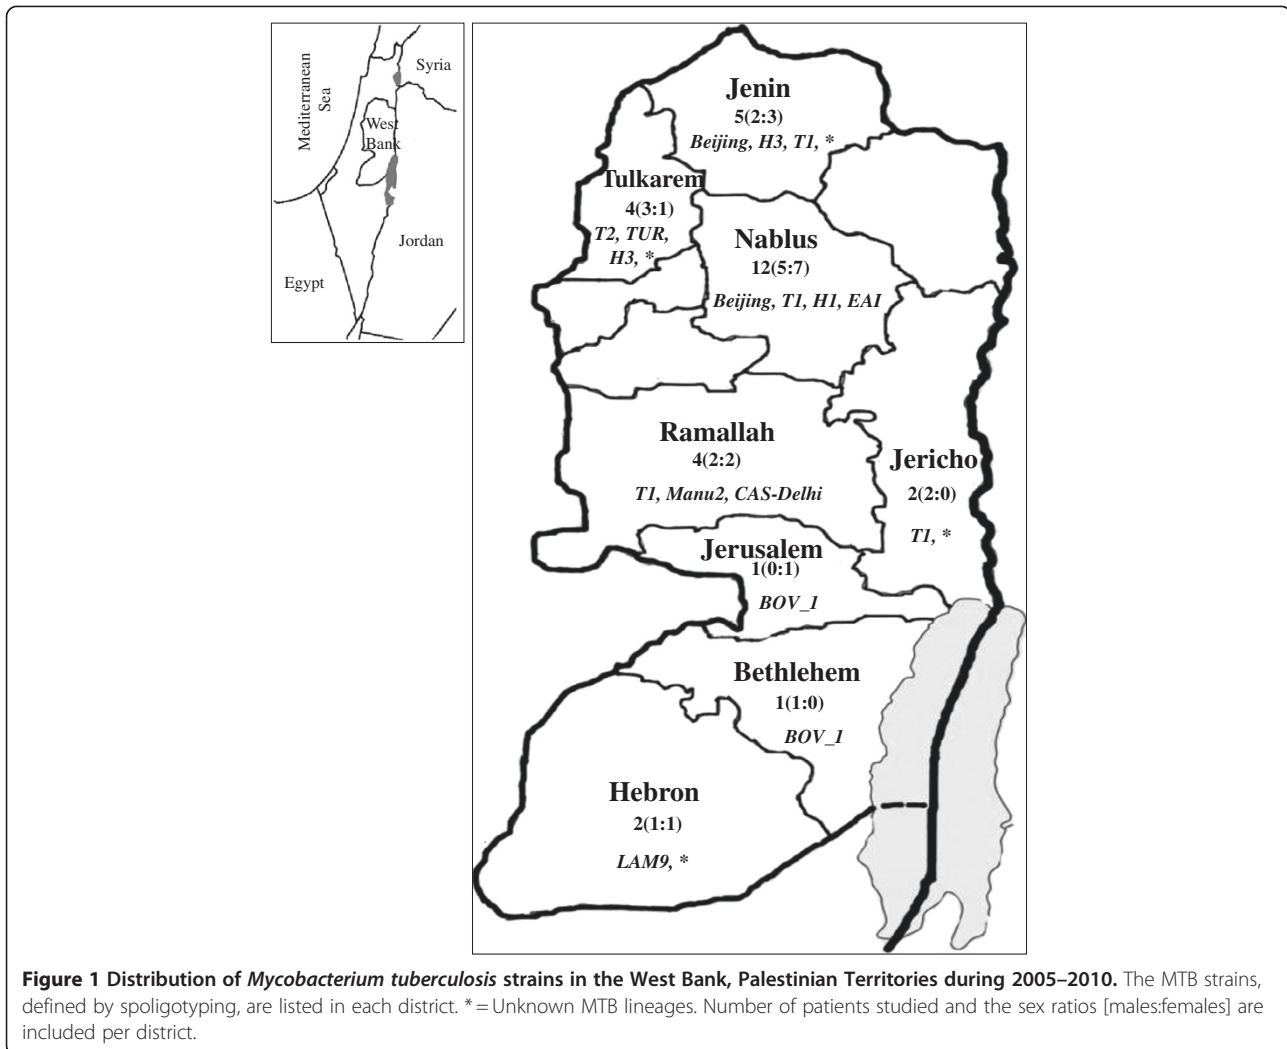 Mediterranean
Sea
Syria
West
Bank
Jordan
Egypt
Jenin
5(2:3)
Beijing, H3, T1, *
Tulkarem
4(3:1)
T2, TUR,
H3, *
Nablus
12(5:7)
Beijing, T1, H1, EAI
Ramallah
4(2:2)
T1, Manu2, CAS-Delhi
Jericho
2(2:0)
T1, *
Jerusalem
1(0:1)
BOV_1
Bethlehem
1(1:0)
BOV_1
Hebron
2(1:1)
LAM9, *
Figure 1 Distribution of Mycobacterium tuberculosis strains in the West Bank, Palestinian Territories during 2005–2010. The MTB strains,
defined by spoligotyping, are listed in each district. * = Unknown MTB lineages. Number of patients studied and the sex ratios [males:females] are
included per district.